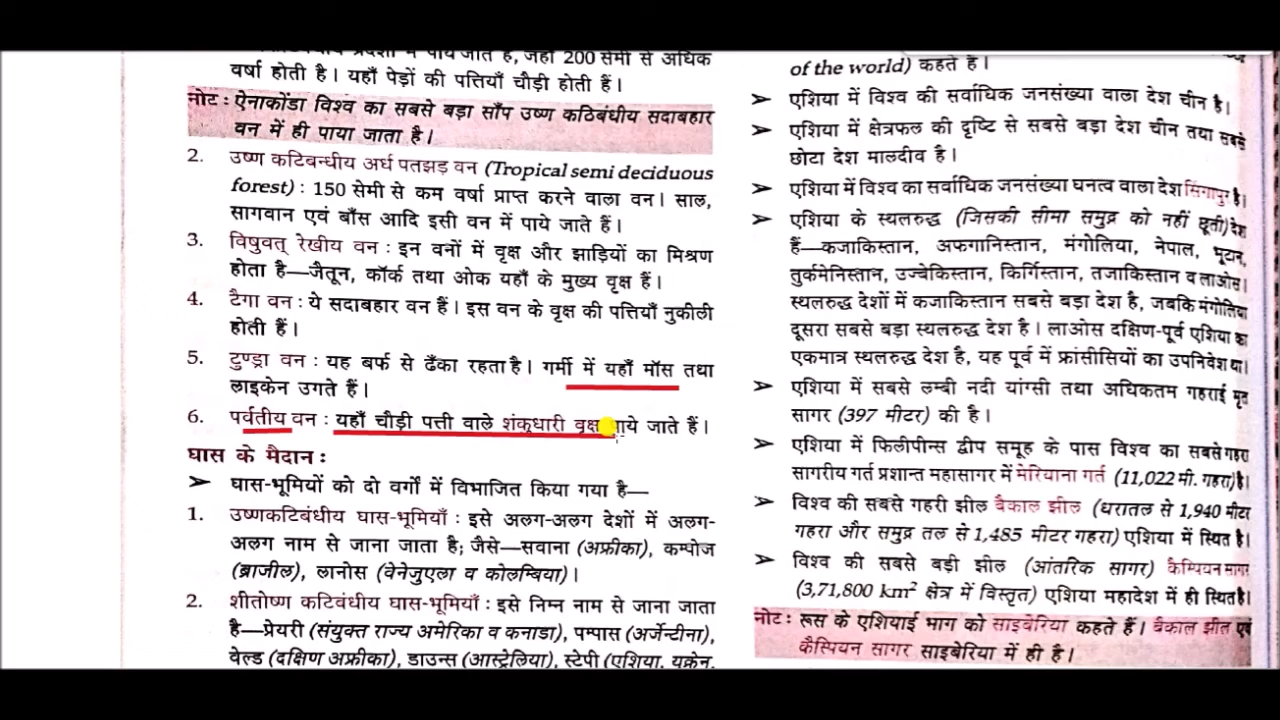 प्रदेशों में पाये जाते हैं, जहाँ 200 सेमी से अधिक
वर्षा होती है। यहाँ पेड़ों की पत्तियाँ चौड़ी होती हैं।
नोट : ऐनाकोंडा विश्व का सबसे बड़ा साँप उष्ण कठिबंधीय सदाबहार
वन में ही पाया जाता है।
2. उष्ण कटिबन्धीय अर्ध पतझड़ वन (Tropical semi deciduous
forest) : 150 सेमी से कम वर्षा प्राप्त करने वाला वन। साल,
सागवान एवं बाँस आदि इसी वन में पाये जाते हैं।
3. विषुवत् रेखीय वन : इन वनों में वृक्ष और झाड़ियों का मिश्रण
होता है—जैतून, कॉर्क तथा ओक यहाँ के मुख्य वृक्ष हैं।
4. टैगा वन : ये सदाबहार वन हैं। इस वन के वृक्ष की पत्तियाँ नुकीली
होती हैं।
5. टुण्ड्रा वन : यह बर्फ से ढँका रहता है। गर्मी में यहाँ मॉस तथा
लाइकेन उगते हैं।
6. पर्वतीय वन : यहाँ चौड़ी पत्ती वाले शंकूधारी वृक्ष पाये जाते हैं।
घास के मैदान :
➢ घास-भूमियों को दो वर्गों में विभाजित किया गया है—
1. उष्णकटिबंधीय घास-भूमियाँ : इसे अलग-अलग देशों में अलग-
अलग नाम से जाना जाता है; जैसे—सवाना (अफ्रीका), कम्पोज
(ब्राजील), लानोस (वेनेजुएला व कोलम्बिया)।
2. शीतोष्ण कटिबंधीय घास-भूमियाँ : इसे निम्न नाम से जाना जाता
है—प्रेयरी (संयुक्त राज्य अमेरिका व कनाडा), पम्पास (अर्जेन्टीना),
वेल्ड (दक्षिण अफ्रीका), डाउन्स (आस्ट्रेलिया), स्टेपी (एशिया, यूक्रेन,
of the world) कहते हैं।
➢ एशिया में विश्व की सर्वाधिक जनसंख्या वाला देश चीन है।
➢ एशिया में क्षेत्रफल की दृष्टि से सबसे बड़ा देश चीन तथा सबसे
छोटा देश मालदीव है।
➢ एशिया में विश्व का सर्वाधिक जनसंख्या घनत्व वाला देश सिंगापुर है।
➢ एशिया के स्थलरुद्ध (जिसकी सीमा समुद्र को नहीं छूती) देश
हैं—कजाकिस्तान, अफगानिस्तान, मंगोलिया, नेपाल, भूटान,
तुर्कमेनिस्तान, उज्बेकिस्तान, किर्गिस्तान, तजाकिस्तान व लाओस।
स्थलरुद्ध देशों में कजाकिस्तान सबसे बड़ा देश है, जबकि मंगोलिया
दूसरा सबसे बड़ा स्थलरुद्ध देश है। लाओस दक्षिण-पूर्व एशिया का
एकमात्र स्थलरुद्ध देश है, यह पूर्व में फ्रांसीसियों का उपनिवेश था।
➢ एशिया में सबसे लम्बी नदी यांग्सी तथा अधिकतम गहराई मृत
सागर (397 मीटर) की है।
➢ एशिया में फिलीपीन्स द्वीप समूह के पास विश्व का सबसे गहरा
सागरीय गर्त प्रशान्त महासागर में मेरियाना गर्त (11,022 मी. गहरा) है।
➢ विश्व की सबसे गहरी झील बैकाल झील (धरातल से 1,940 मीटर
गहरा और समुद्र तल से 1,485 मीटर गहरा) एशिया में स्थित है।
➢ विश्व की सबसे बड़ी झील (आंतरिक सागर) कैस्पियन सागर
(3,71,800 km² क्षेत्र में विस्तृत) एशिया महादेश में ही स्थित है।
नोट : रूस के एशियाई भाग को साइबेरिया कहते हैं। बैकाल झील एवं
कैस्पियन सागर साइबेरिया में ही है।